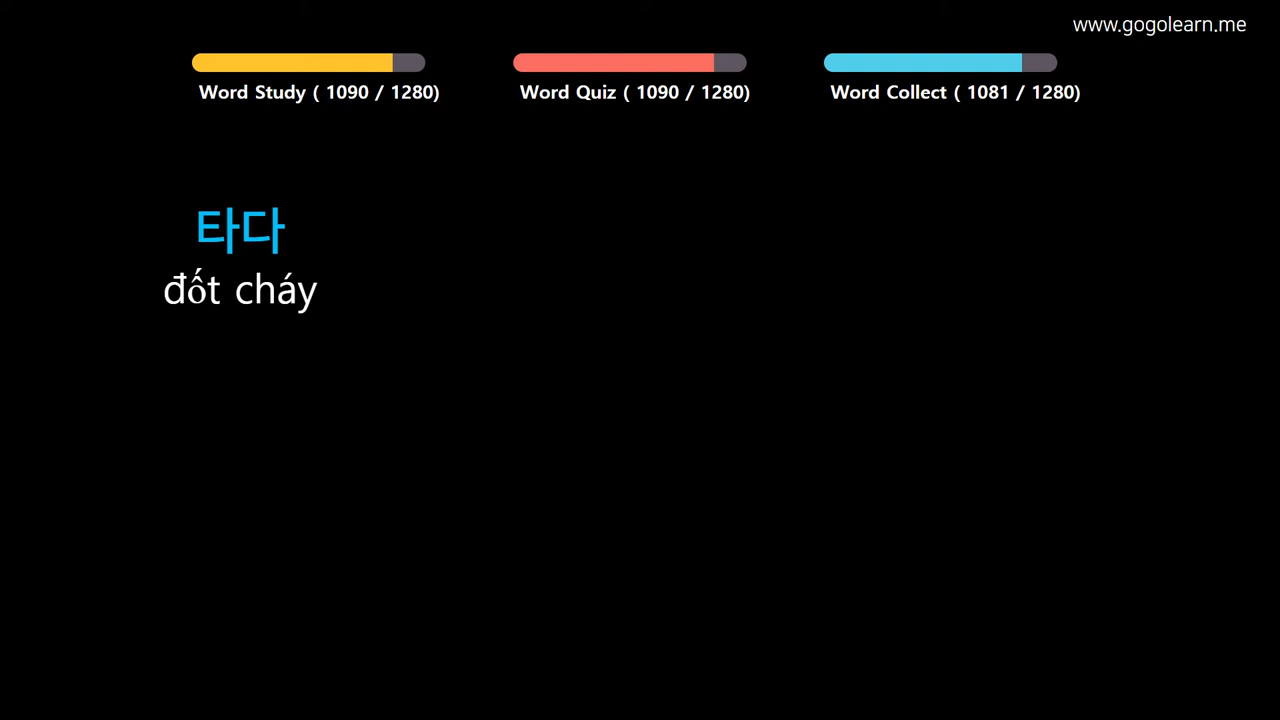 www.gogolearn.me
Word Study ( 1090 / 1280)
Word Quiz ( 1090 / 1280)
Word Collect ( 1081 / 1280)
타다
đốt cháy